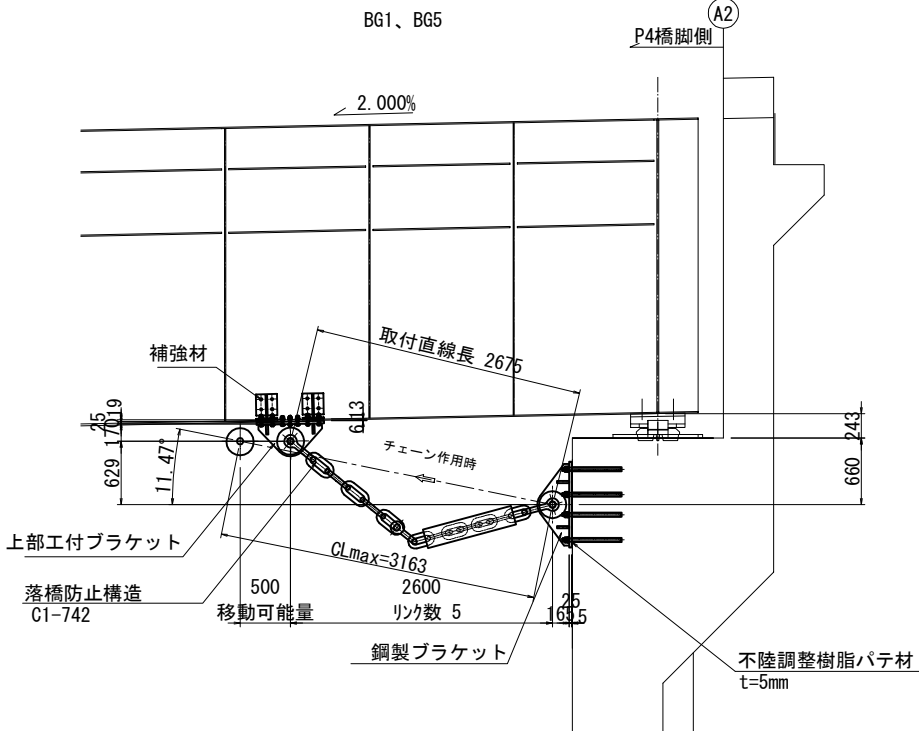 BG1、BG5
A2
P4橋脚側
2.000%
取付直線長 2675
補強材
19
25
170
613
243
チェーン作用時
629
11.47°
660
上部工付ブラケット
CLmax=3163
落橋防止構造
C1-742
500
2600
移動可能量
リンク数 5
25
165
5
鋼製ブラケット
不陸調整樹脂パテ材
t=5mm